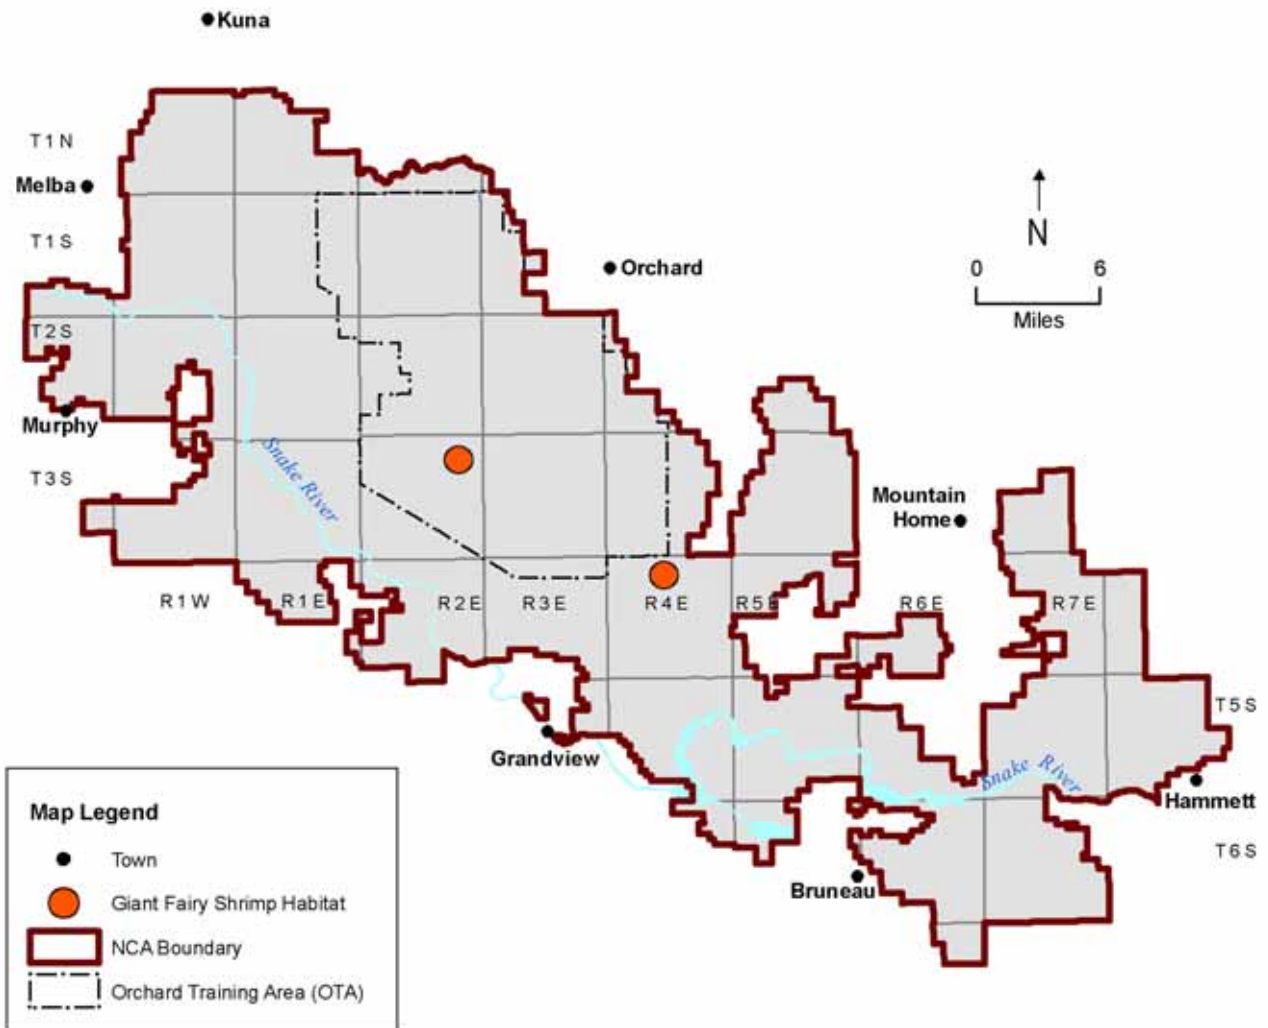 Kuna
T1N
Melba
T1S
Orchard
N
0 6
Miles
T2S
Murphy
Snake River
T3S
Mountain
Home
R1W R1E R2E R3E R4E R5E R6E R7E
T5S
Grandview
Snake River
Hammett
T6S
Bruneau
Map Legend
Town
Giant Fairy Shrimp Habitat
NCA Boundary
Orchard Training Area (OTA)